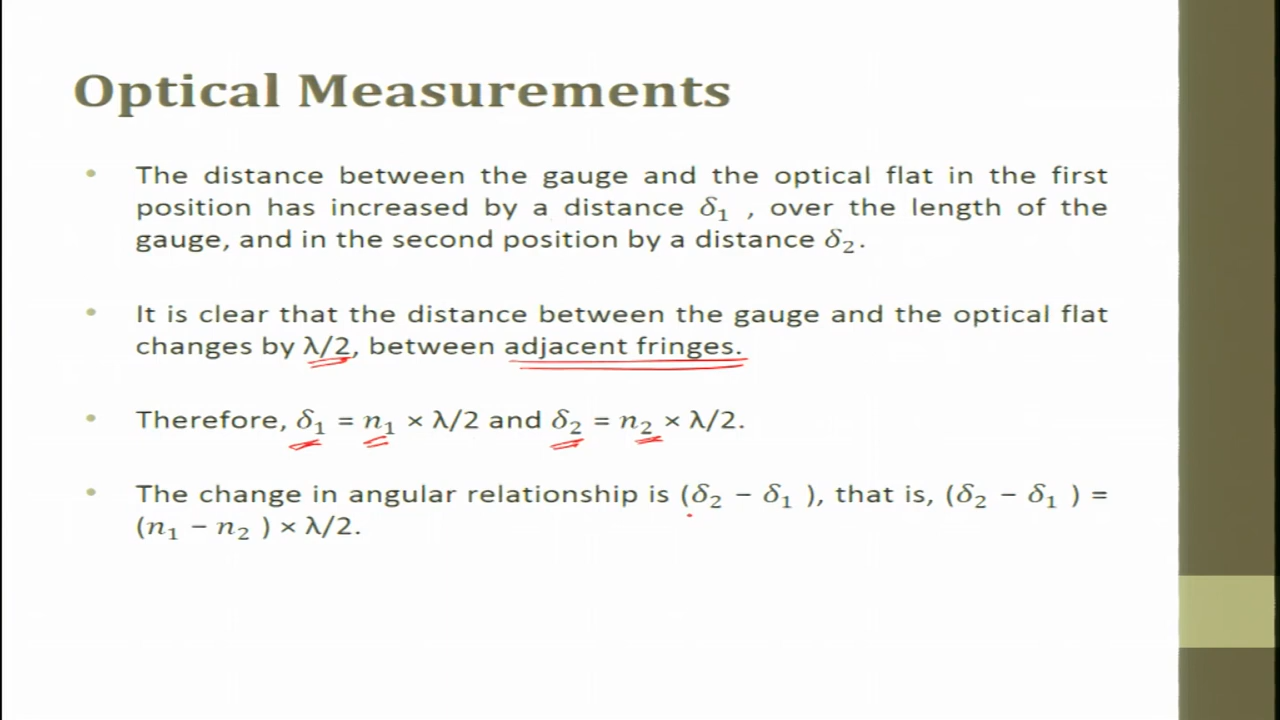 Optical Measurements
• The distance between the gauge and the optical flat in the first
position has increased by a distance δ₁ , over the length of the
gauge, and in the second position by a distance δ₂.
• It is clear that the distance between the gauge and the optical flat
changes by λ/2, between adjacent fringes.
• Therefore, δ₁ = n₁ × λ/2 and δ₂ = n₂ × λ/2.
• The change in angular relationship is (δ₂ − δ₁ ), that is, (δ₂ − δ₁ ) =
(n₁ − n₂ ) × λ/2.